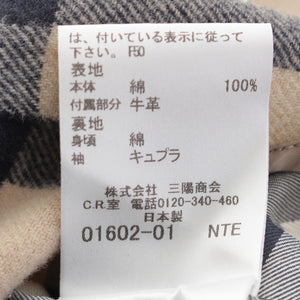 は、付いている表示に従って
下さい。 F50
表地
本体 綿 100%
付属部分 牛革
裏地
身頃 綿
袖 キュプラ
株式会社 三陽商会
C.R.室 電話0120-340-460
日本製
01602-01 NTE